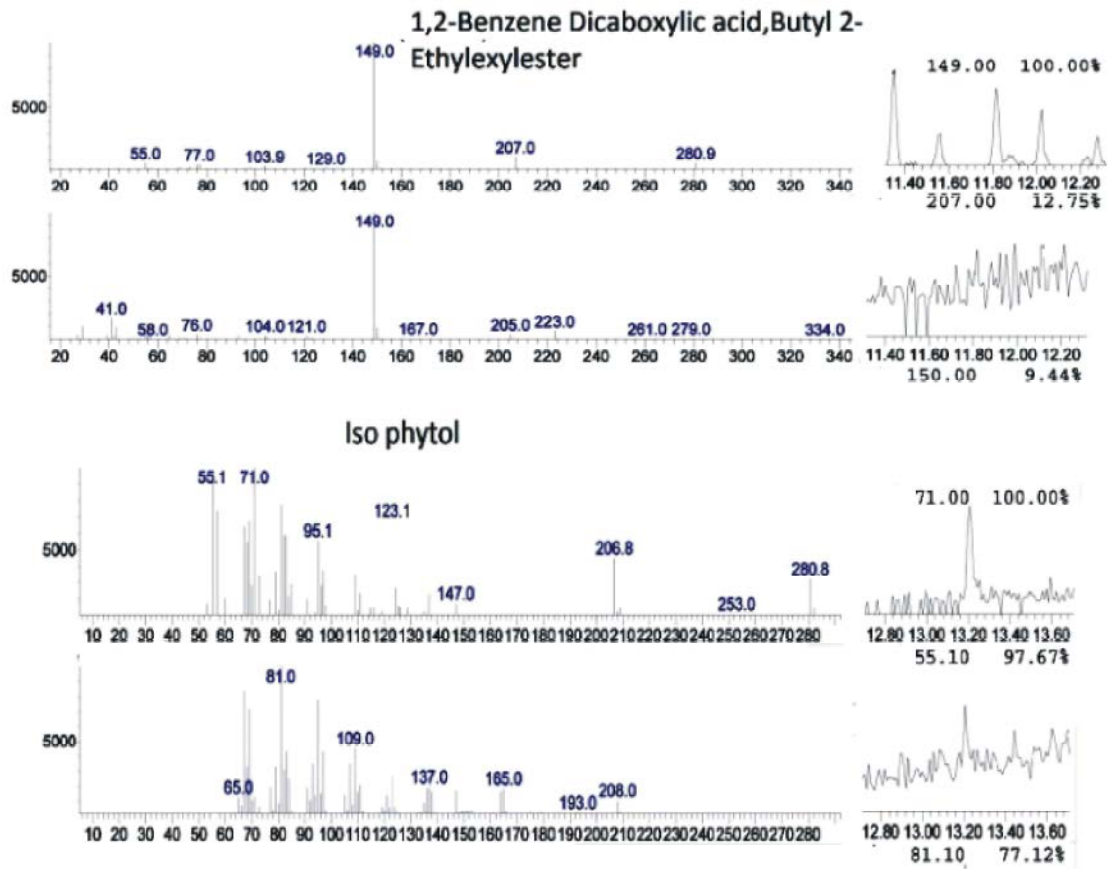 1,2-Benzene Dicaboxylic acid,Butyl 2-
Ethylexylester
149.0
5000
55.0 77.0 103.9 129.0 207.0 280.9
20 40 60 80 100 120 140 160 180 200 220 240 260 280 300 320 340
149.00 100.00%
11.40 11.60 11.80 12.00 12.20
207.00 12.75%
149.0
5000
41.0
58.0 76.0 104.0 121.0 167.0 205.0 223.0 261.0 279.0 334.0
20 40 60 80 100 120 140 160 180 200 220 240 260 280 300 320 340
11.40 11.60 11.80 12.00 12.20
150.00 9.44%
Iso phytol
55.1 71.0
123.1
95.1
5000
206.8
280.8
147.0
253.0
10 20 30 40 50 60 70 80 90 100 110 120 130 140 150 160 170 180 190 200 210 220 230 240 250 260 270 280
71.00 100.00%
12.80 13.00 13.20 13.40 13.60
55.10 97.67%
81.0
5000
109.0
65.0
137.0 165.0
193.0 208.0
10 20 30 40 50 60 70 80 90 100 110 120 130 140 150 160 170 180 190 200 210 220 230 240 250 260 270 280
12.80 13.00 13.20 13.40 13.60
81.10 77.12%